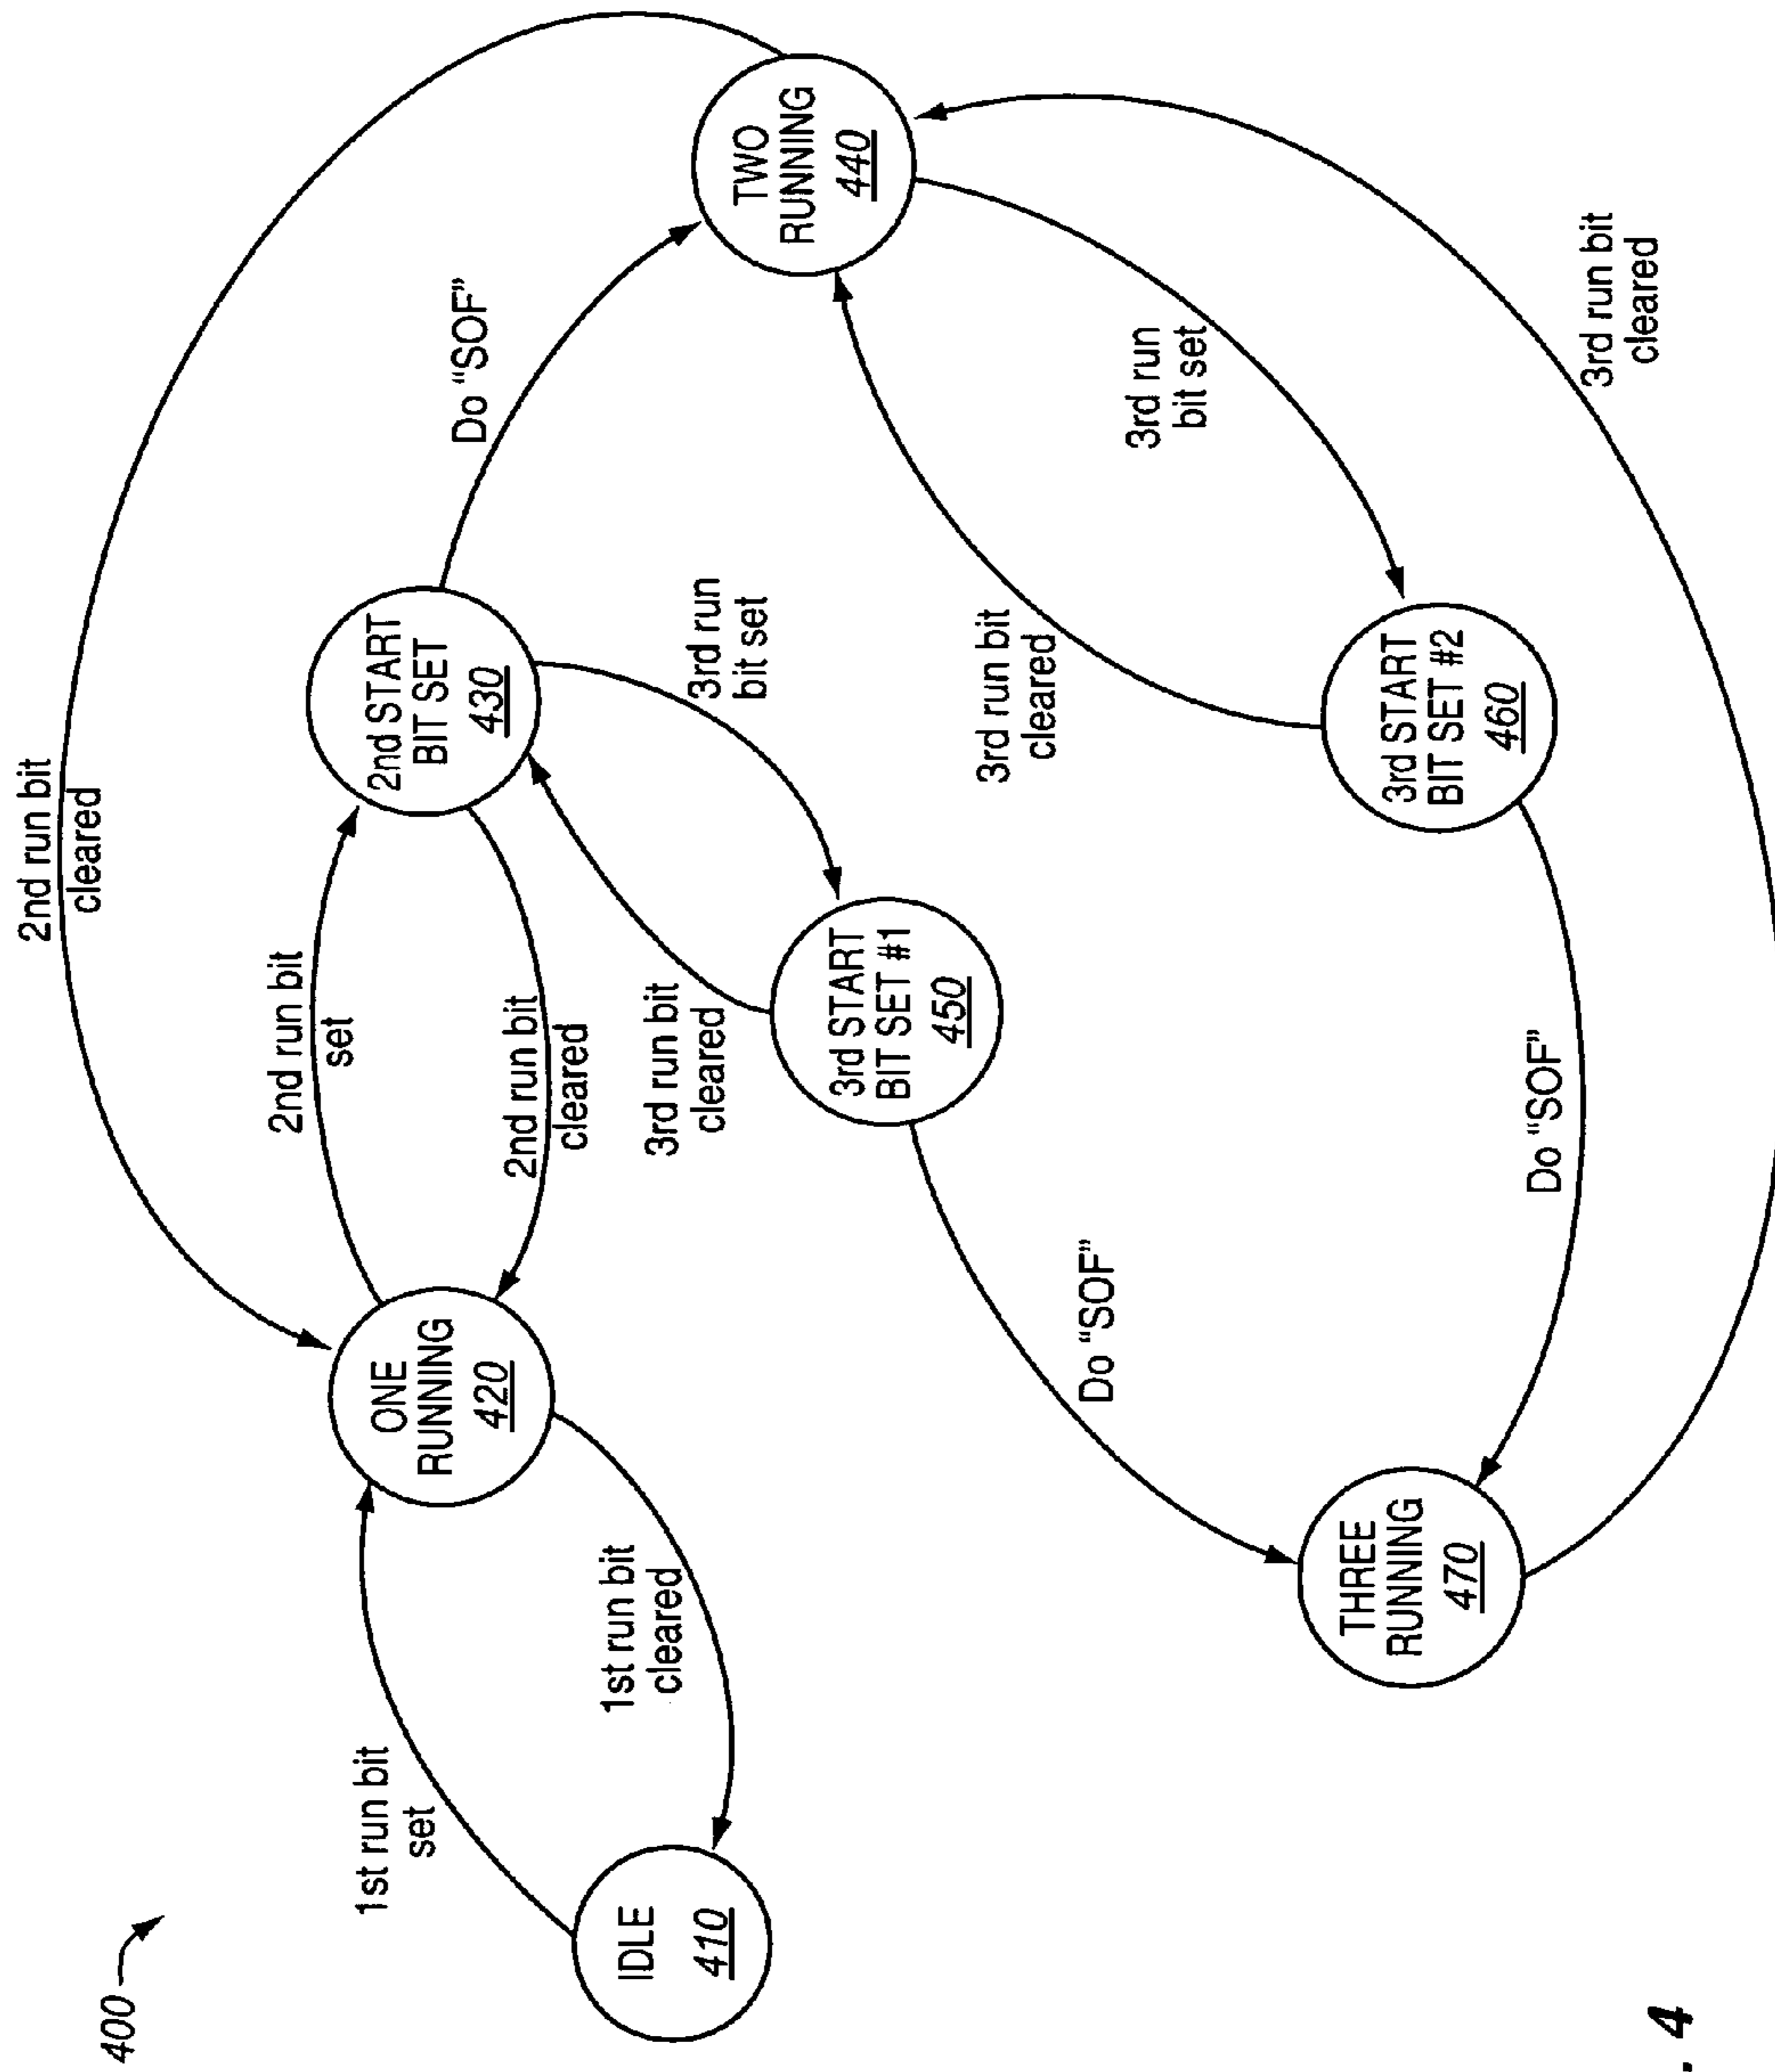 400
2nd run bit
cleared
2nd run bit
set
2nd START
BIT SET
430
Do “SOF”
1st run bit
set
ONE
RUNNING
420
2nd run bit
cleared
3rd run
bit set
TWO
RUNNING
440
IDLE
410
1st run bit
cleared
3rd run bit
cleared
3rd START
BIT SET #1
450
3rd run bit
cleared
3rd run
bit set
Do “SOF”
3rd START
BIT SET #2
460
THREE
RUNNING
470
Do “SOF”
3rd run bit
cleared
. 4